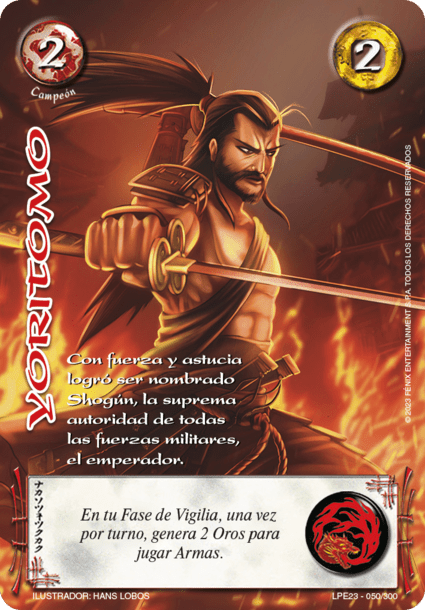 2
Campeón
2
YORITOMO
© 2023 FÉNIX ENTERTAINMENT S.P.A. TODOS LOS DERECHOS RESERVADOS
Con fuerza y astucia
logró ser nombrado
Shogún, la suprema
autoridad de todas
las fuerzas militares,
el emperador.
En tu Fase de Vigilia, una vez
por turno, genera 2 Oros para
jugar Armas.
ILUSTRADOR: HANS LOBOS
LPE23 - 050/300